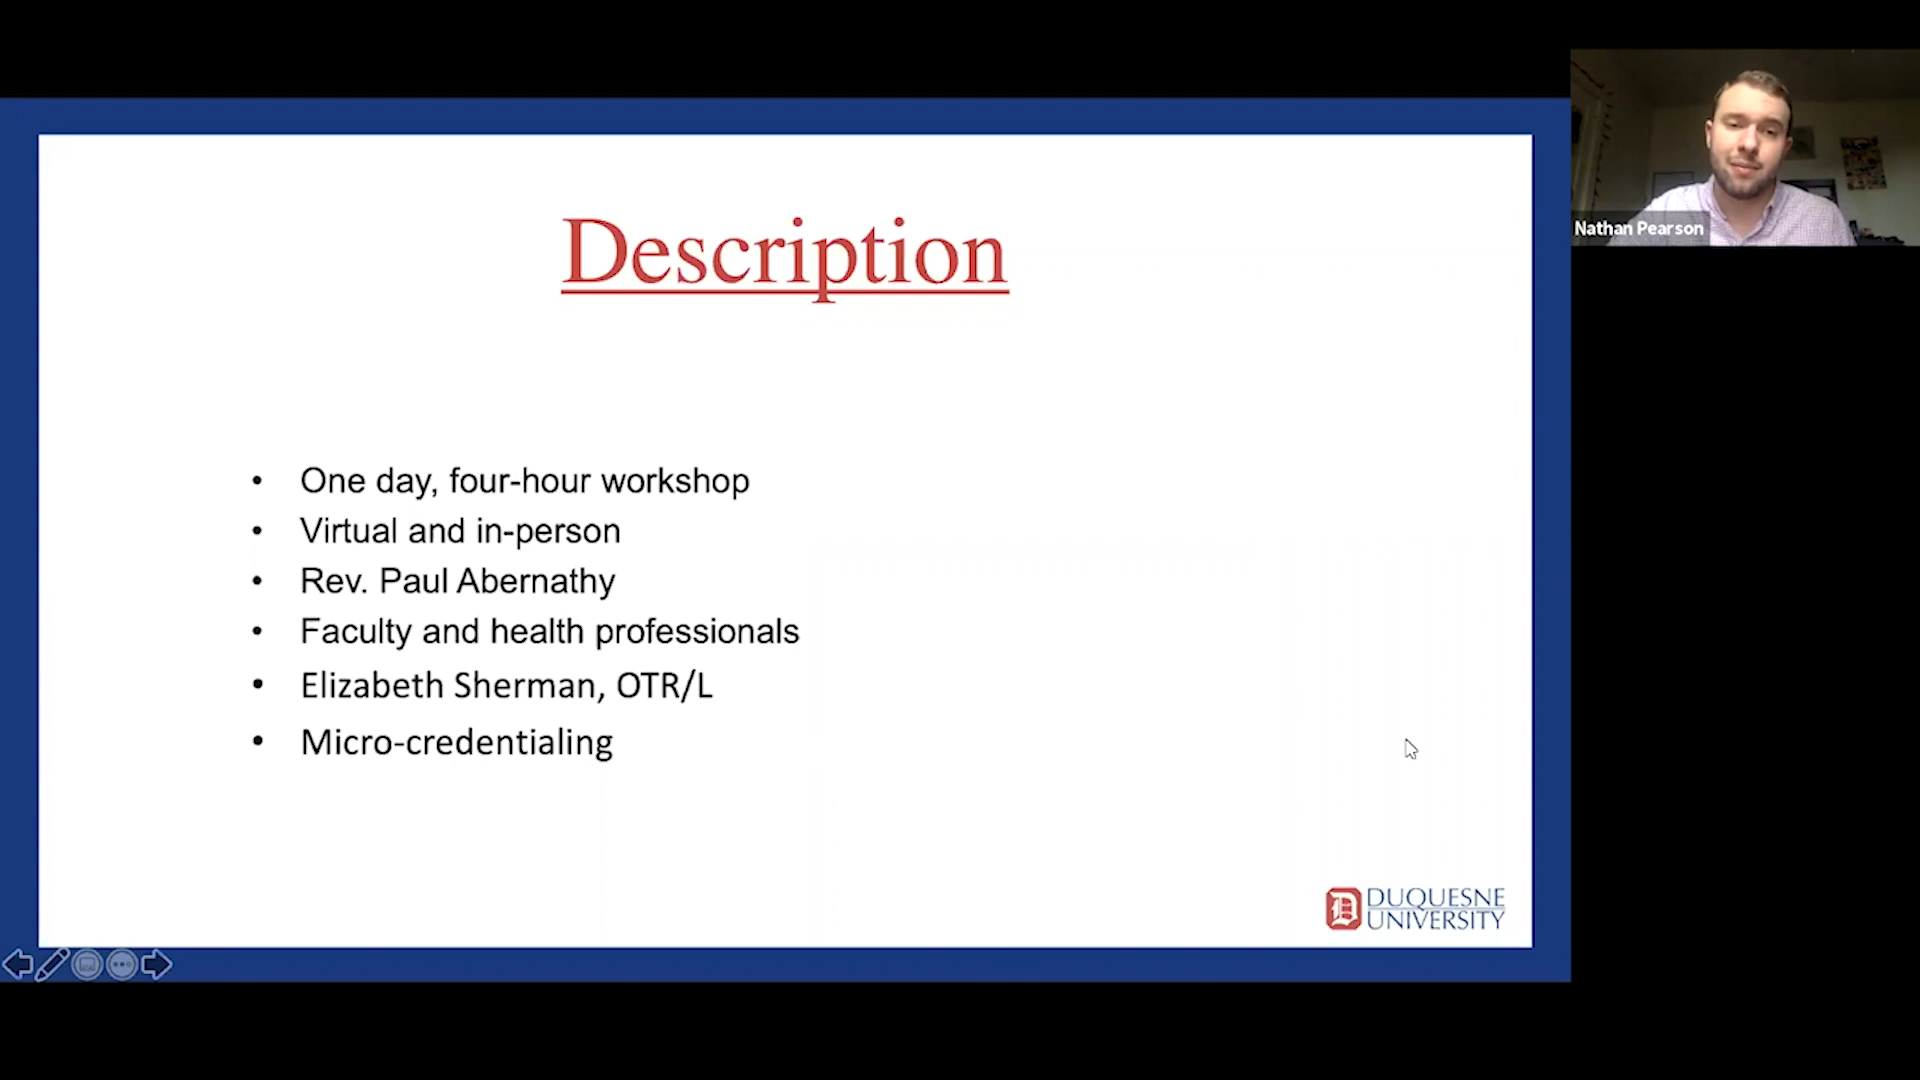 Description
• One day, four-hour workshop
• Virtual and in-person
• Rev. Paul Abernathy
• Faculty and health professionals
• Elizabeth Sherman, OTR/L
• Micro-credentialing
D DUQUESNE
UNIVERSITY
Nathan Pearson